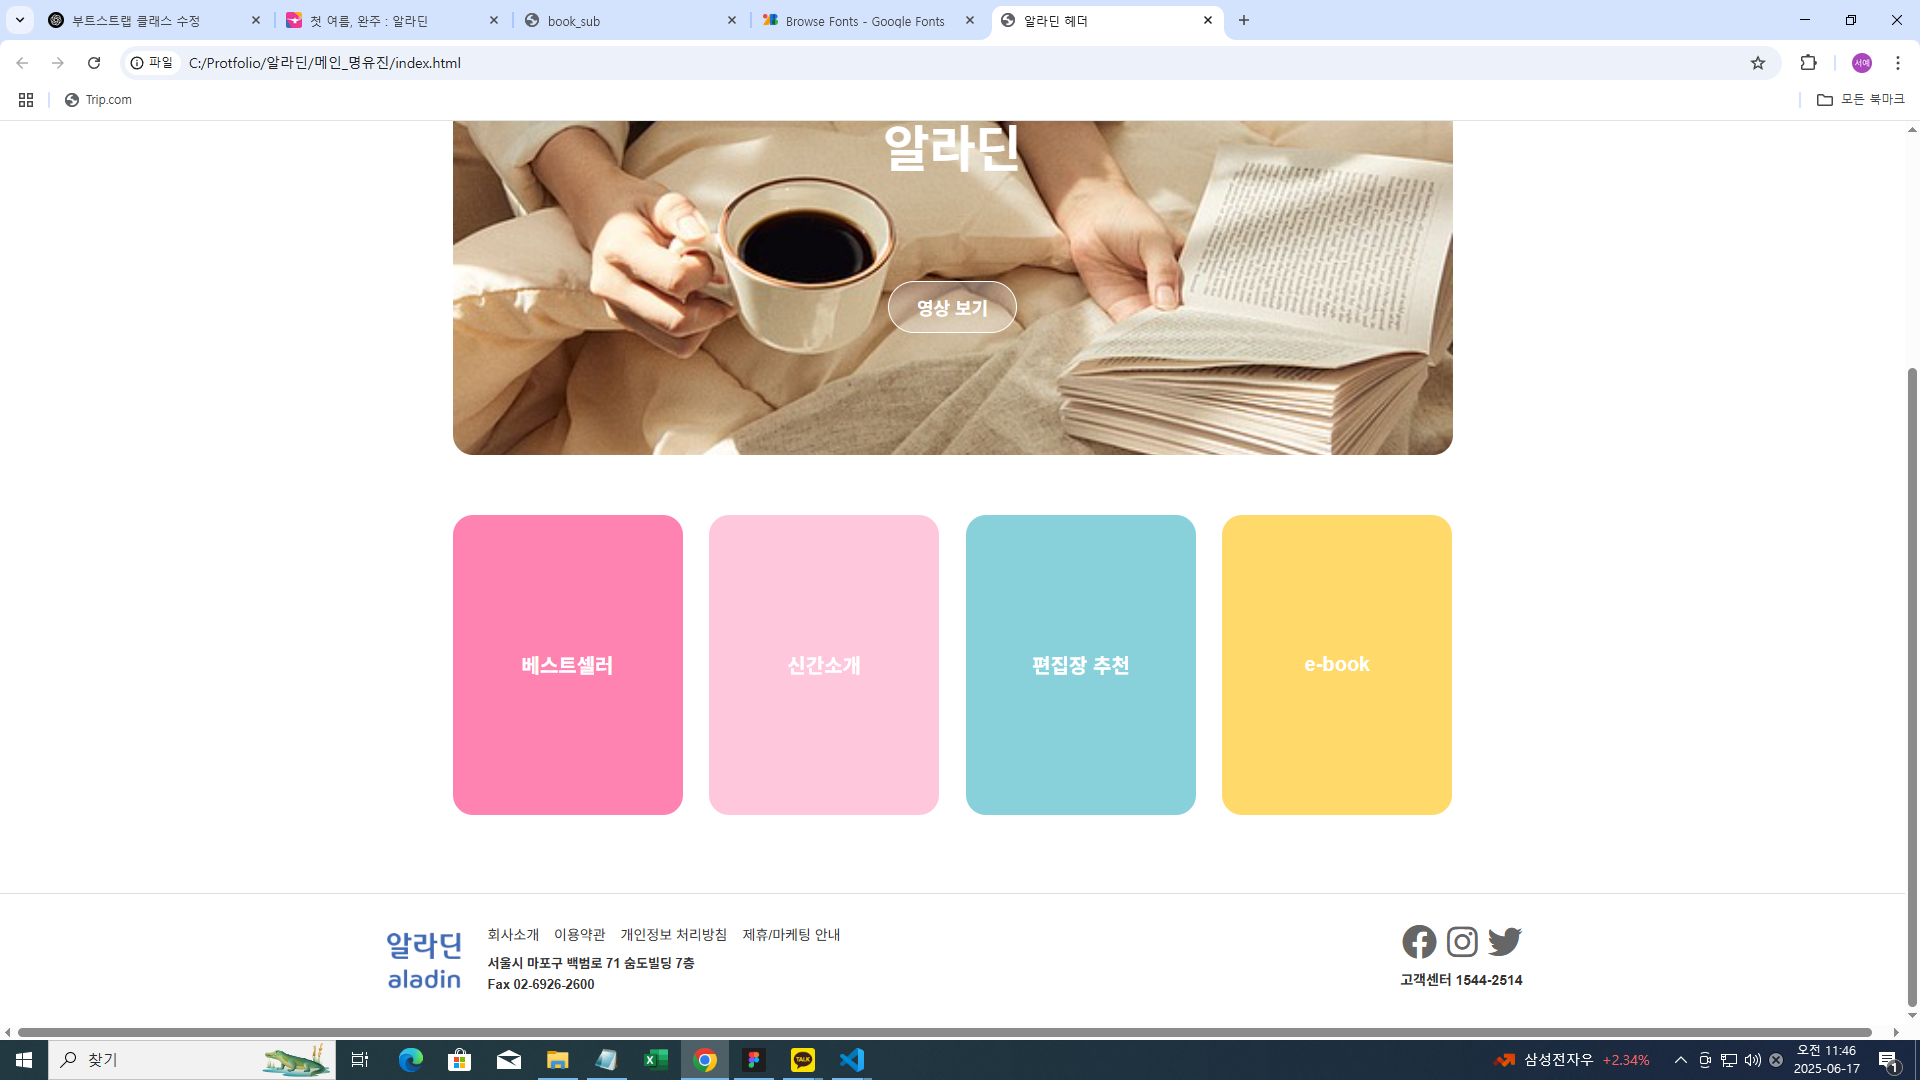 부트스트랩 클래스 수정
첫 여름, 완주 : 알라딘
book_sub
Browse Fonts - Google Fonts
알라딘 헤더
파일
C:/Protfolio/알라딘/메인_명유진/index.html
서예
Trip.com
모든 북마크
알라딘
영상 보기
베스트셀러
신간소개
편집장 추천
e-book
알라딘
aladin
회사소개 이용약관 개인정보 처리방침 제휴/마케팅 안내
서울시 마포구 백범로 71 숨도빌딩 7층
Fax 02-6926-2600
고객센터 1544-2514
찾기
TALK
삼성전자우 +2.34%
오전 11:46
2025-06-17
1